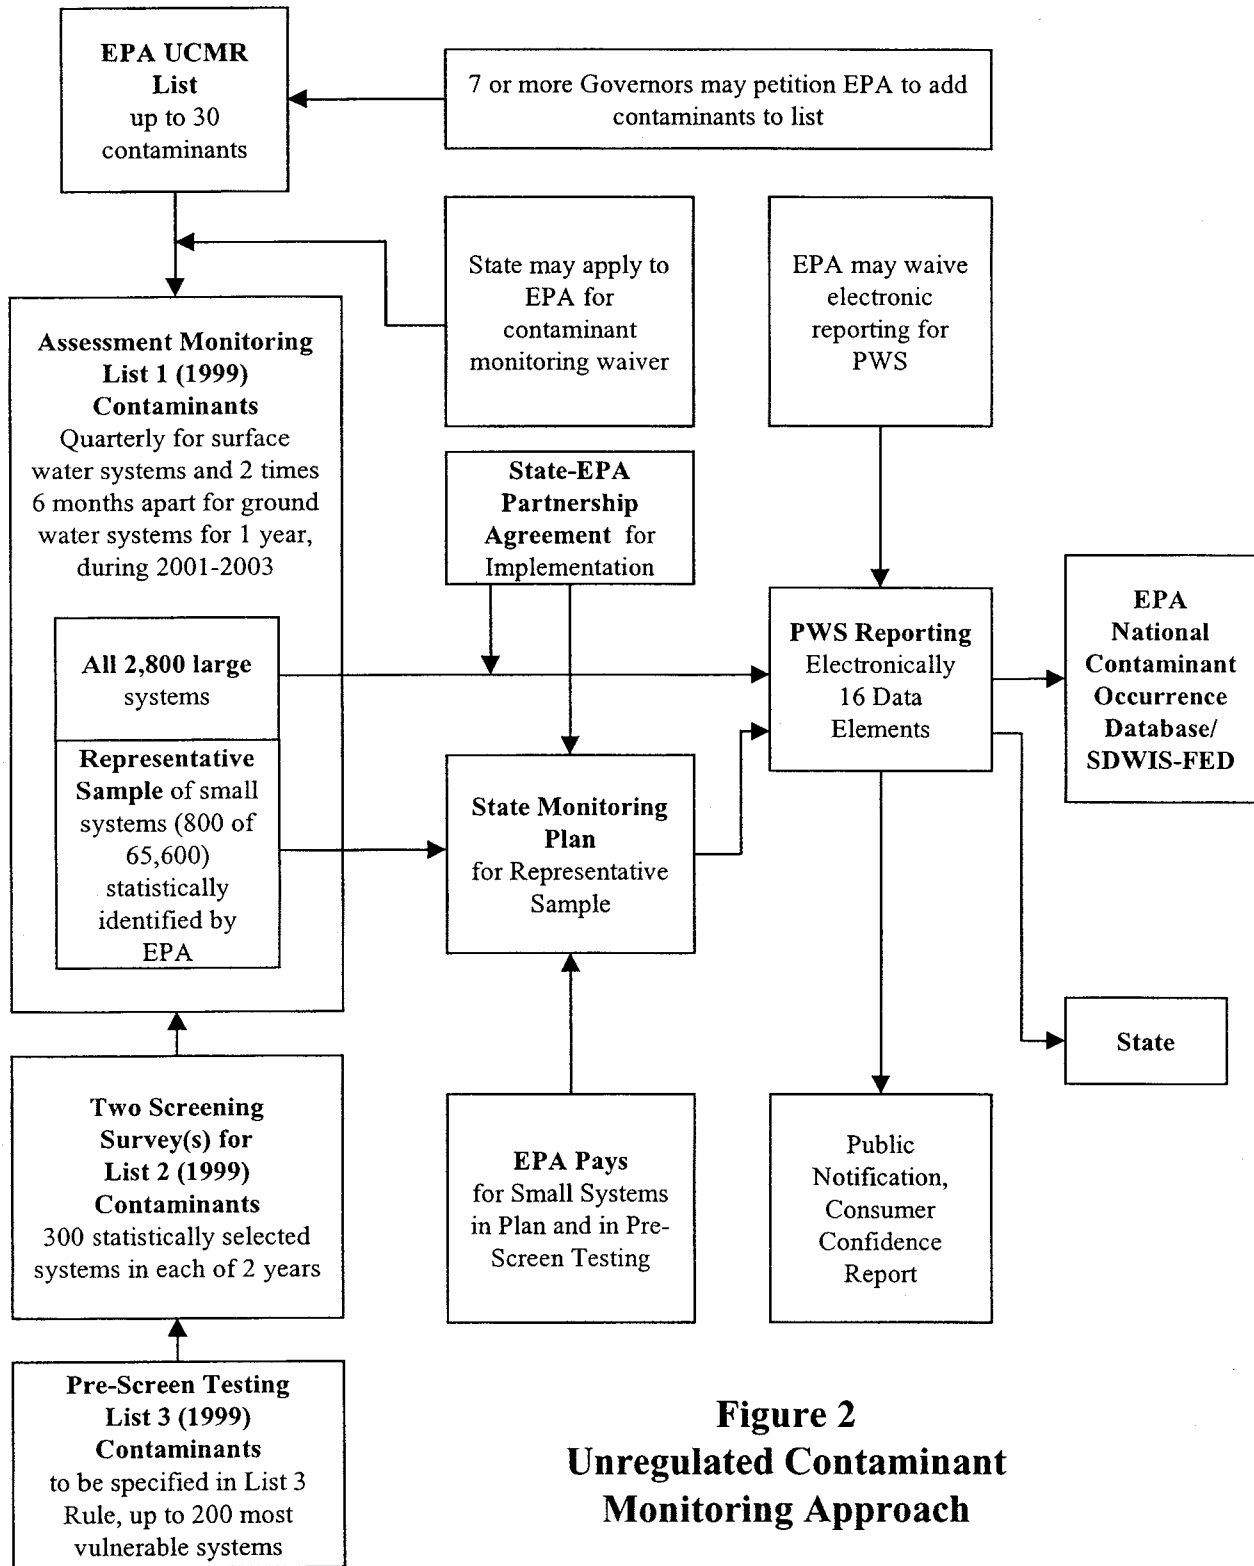 EPA UCMR
List
up to 30
contaminants
7 or more Governors may petition EPA to add
contaminants to list
State may apply to
EPA for
contaminant
monitoring waiver
EPA may waive
electronic
reporting for
PWS
Assessment Monitoring
List 1 (1999)
Contaminants
Quarterly for surface
water systems and 2 times
6 months apart for ground
water systems for 1 year,
during 2001-2003
All 2,800 large
systems
Representative
Sample of small
systems (800 of
65,600)
statistically
identified by
EPA
State-EPA
Partnership
Agreement for
Implementation
PWS Reporting
Electronically
16 Data
Elements
EPA
National
Contaminant
Occurrence
Database/
SDWIS-FED
State Monitoring
Plan
for Representative
Sample
State
Two Screening
Survey(s) for
List 2 (1999)
Contaminants
300 statistically selected
systems in each of 2 years
EPA Pays
for Small Systems
in Plan and in Pre-
Screen Testing
Public
Notification,
Consumer
Confidence
Report
Pre-Screen Testing
List 3 (1999)
Contaminants
to be specified in List 3
Rule, up to 200 most
vulnerable systems
Figure 2
Unregulated Contaminant
Monitoring Approach